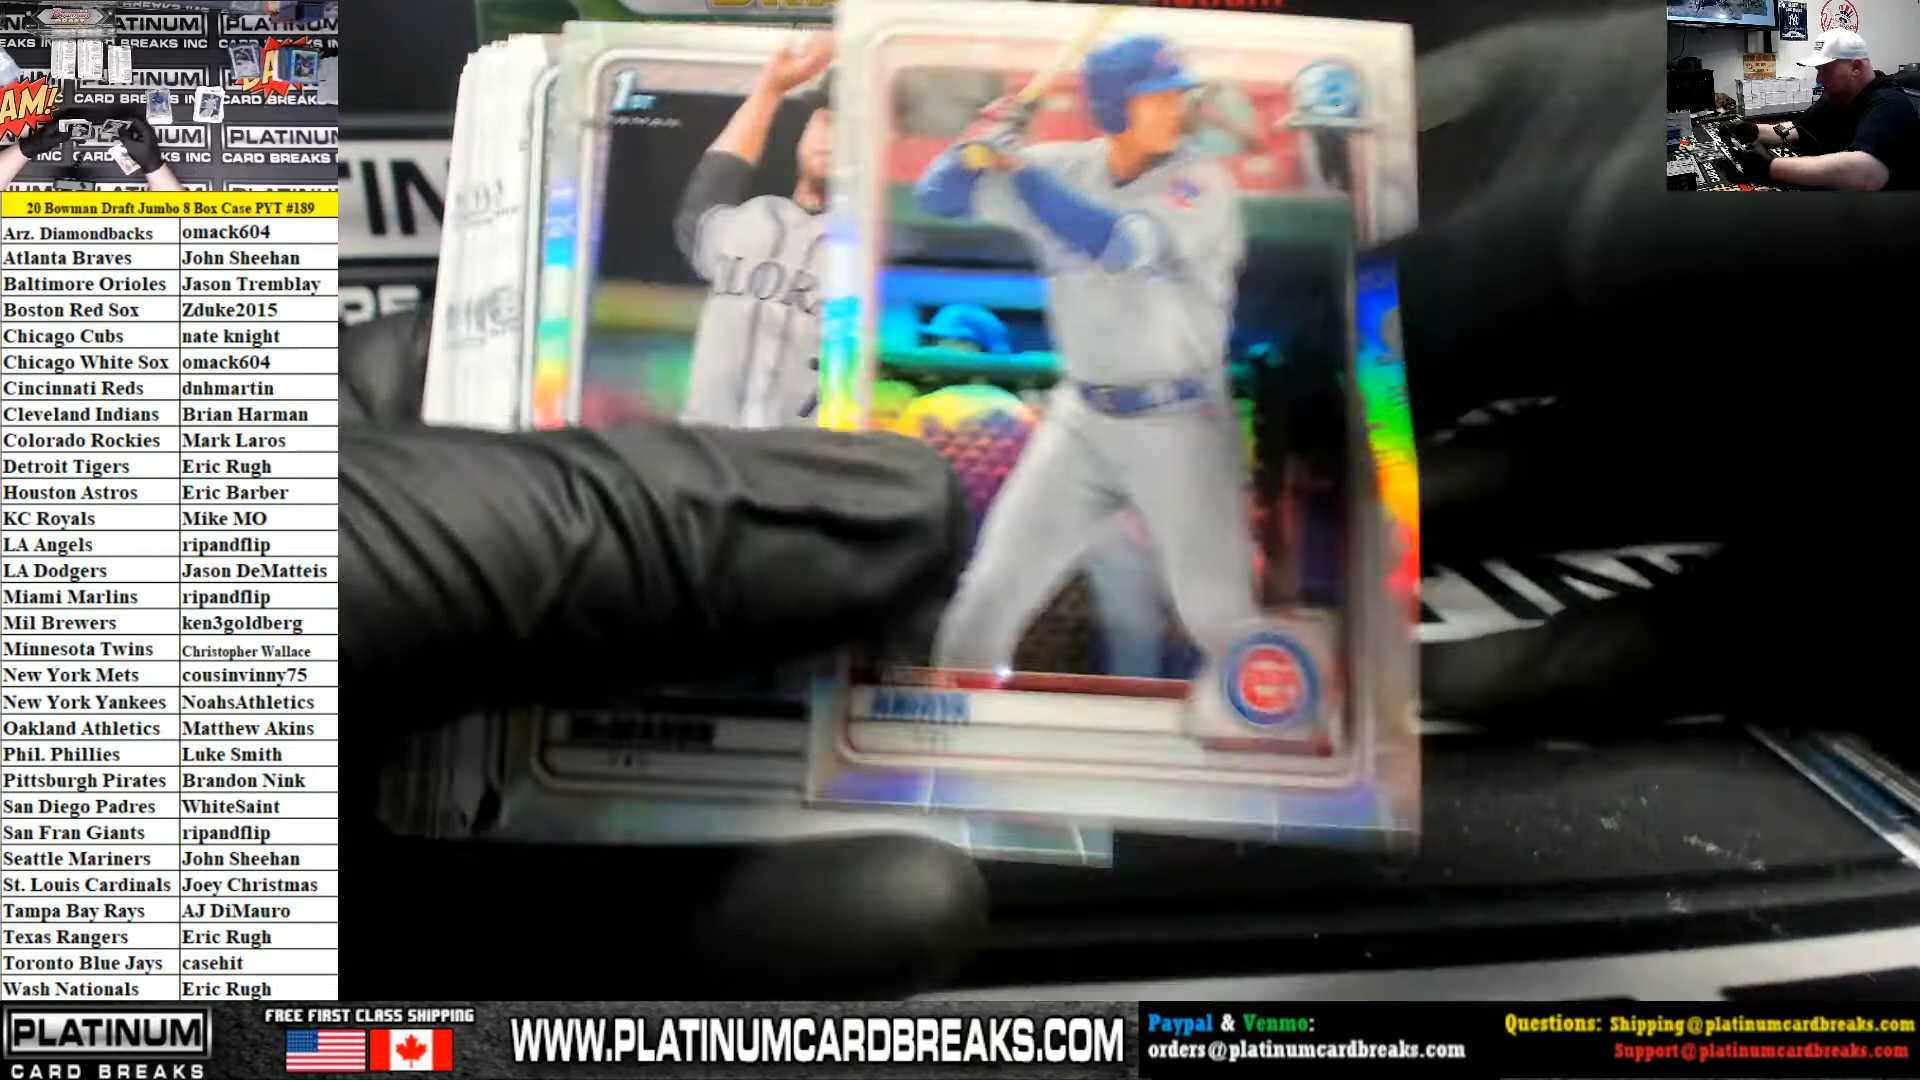 20 Bowman Draft Jumbo 8 Box Case PYT #189
Arz. Diamondbacks omack604
Atlanta Braves John Sheehan
Baltimore Orioles Jason Tremblay
Boston Red Sox Zduke2015
Chicago Cubs nate knight
Chicago White Sox omack604
Cincinnati Reds dnhmartin
Cleveland Indians Brian Harman
Colorado Rockies Mark Laros
Detroit Tigers Eric Rugh
Houston Astros Eric Barber
KC Royals Mike MO
LA Angels ripandflip
LA Dodgers Jason DeMatteis
Miami Marlins ripandflip
Mil Brewers ken3goldberg
Minnesota Twins Christopher Wallace
New York Mets cousinvinny75
New York Yankees NoahsAthletics
Oakland Athletics Matthew Akins
Phil. Phillies Luke Smith
Pittsburgh Pirates Brandon Nink
San Diego Padres WhiteSaint
San Fran Giants ripandflip
Seattle Mariners John Sheehan
St. Louis Cardinals Joey Christmas
Tampa Bay Rays AJ DiMauro
Texas Rangers Eric Rugh
Toronto Blue Jays casehit
Wash Nationals Eric Rugh
PLATINUM
CARD BREAKS
FREE FIRST CLASS SHIPPING
WWW.PLATINUMCARDBREAKS.COM
Paypal & Venmo:
orders@platinumcardbreaks.com
Questions: Shipping@platinumcardbreaks.com
Support@platinumcardbreaks.com